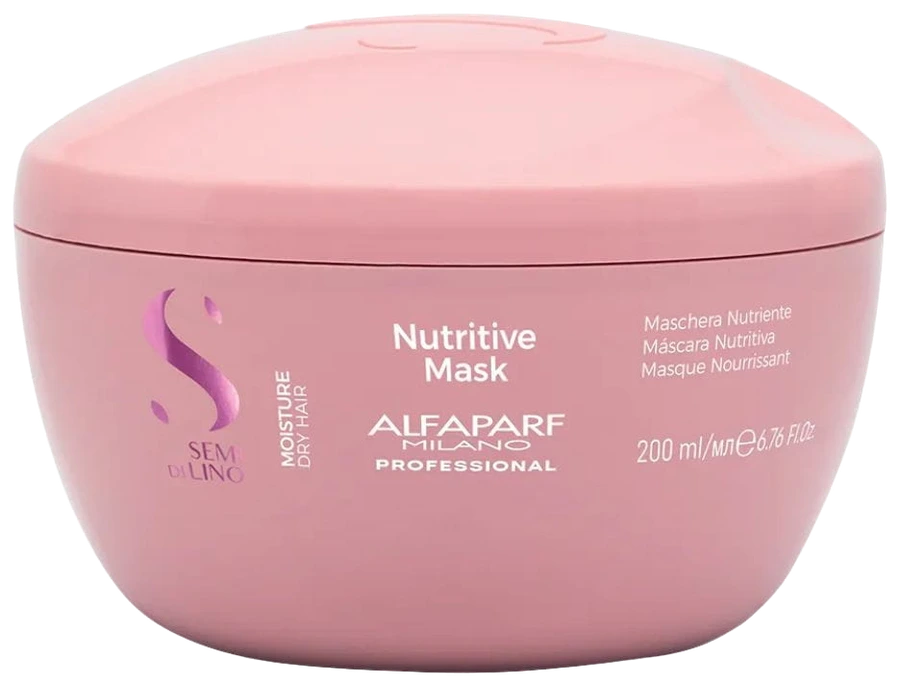 SEMI
DI LINO
MOISTURE
DRY HAIR
Nutritive
Mask
ALFAPARF
MILANO
PROFESSIONAL
Maschera Nutriente
Máscara Nutritiva
Masque Nourrissant
200 ml/мл℮6.76 Fl.Oz.